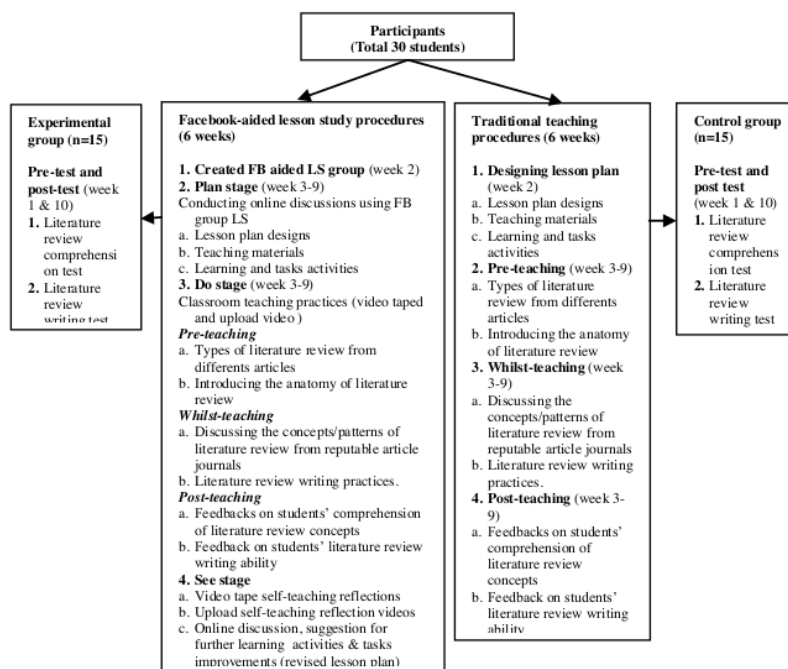 Participants
(Total 30 students)
Experimental
group (n=15)
Pre-test and
post-test (week
1 & 10)
1. Literature
review
comprehensi
on test
2. Literature
review
writing test
Facebook-aided lesson study procedures
(6 weeks)
1. Created FB aided LS group (week 2)
2. Plan stage (week 3-9)
Conducting online discussions using FB
group LS
a. Lesson plan designs
b. Teaching materials
c. Learning and tasks activities
3. Do stage (week 3-9)
Classroom teaching practices (video taped
and upload video )
Pre-teaching
a. Types of literature review from
differents articles
b. Introducing the anatomy of literature
review
Whilst-teaching
a. Discussing the concepts/patterns of
literature review from reputable article
journals
b. Literature review writing practices.
Post-teaching
a. Feedbacks on students' comprehension
of literature review concepts
b. Feedback on students' literature review
writing ability
4. See stage
a. Video tape self-teaching reflections
b. Upload self-teaching reflection videos
c. Online discussion, suggestion for
further learning activities & tasks
improvements (revised lesson plan)
Traditional teaching
procedures (6 weeks)
1. Designing lesson plan
(week 2)
a. Lesson plan designs
b. Teaching materials
c. Learning and tasks
activities
2. Pre-teaching (week 3-9)
a. Types of literature
review from differents
articles
b. Introducing the anatomy
of literature review
3. Whilst-teaching (week
3-9)
a. Discussing the
concepts/patterns of
literature review from
reputable article journals
b. Literature review writing
practices.
4. Post-teaching (week 3-
9)
a. Feedbacks on students'
comprehension of
literature review
concepts
b. Feedback on students'
literature review writing
ability
Control group
(n=15)
Pre-test and
post test
(week 1 & 10)
1. Literature
review
comprehens
ion test
2. Literature
review
writing test